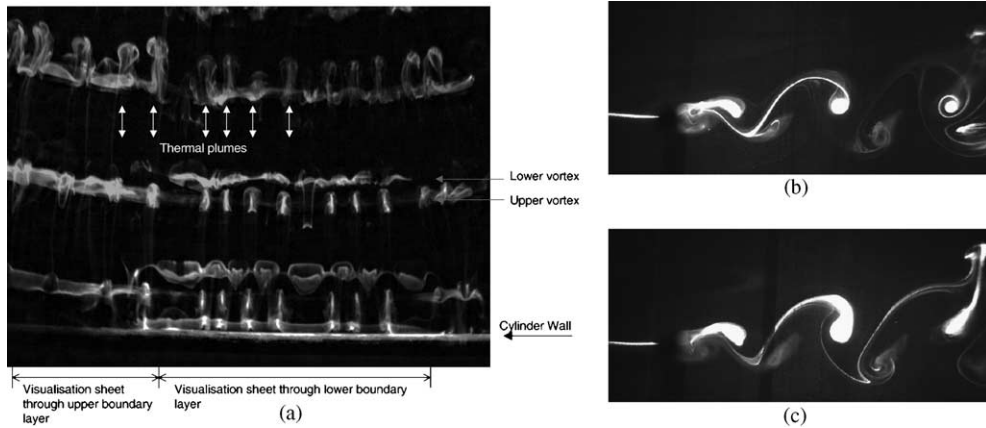 Thermal plumes
Lower vortex
Upper vortex
Cylinder Wall
Visualisation sheet
through upper boundary
layer
Visualisation sheet through lower boundary
layer
(a)
(b)
(c)